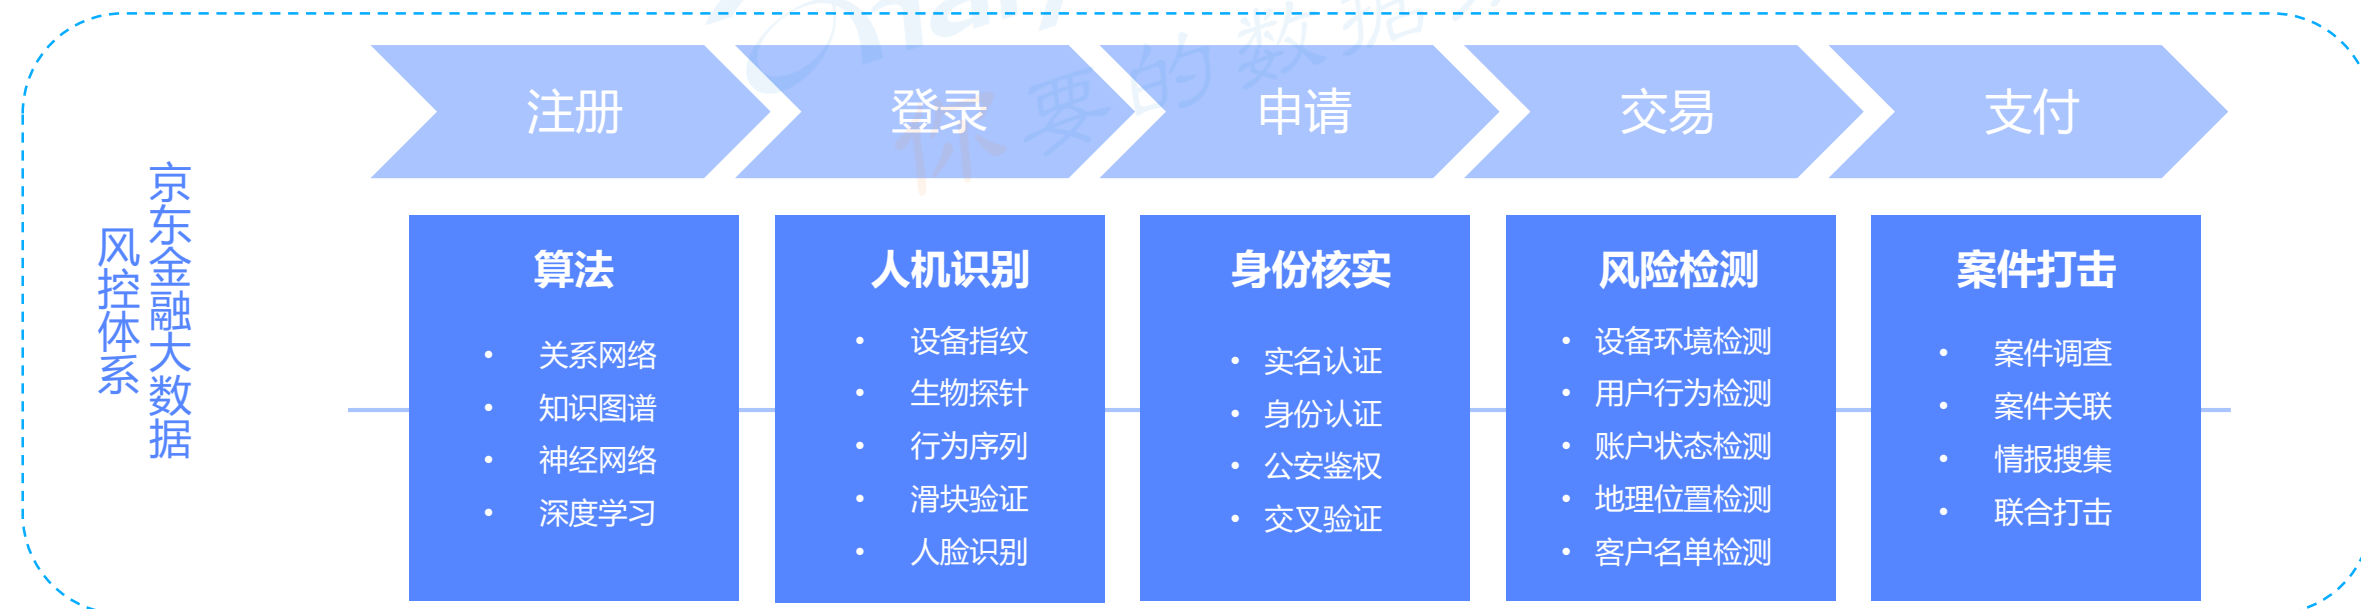 京东金融大数据
风控体系
注册
登录
申请
交易
支付
算法
• 关系网络
• 知识图谱
• 神经网络
• 深度学习
人机识别
• 设备指纹
• 生物探针
• 行为序列
• 滑块验证
• 人脸识别
身份核实
• 实名认证
• 身份认证
• 公安鉴权
• 交叉验证
风险检测
• 设备环境检测
• 用户行为检测
• 账户状态检测
• 地理位置检测
• 客户名单检测
案件打击
• 案件调查
• 案件关联
• 情报搜集
• 联合打击
你要的数据